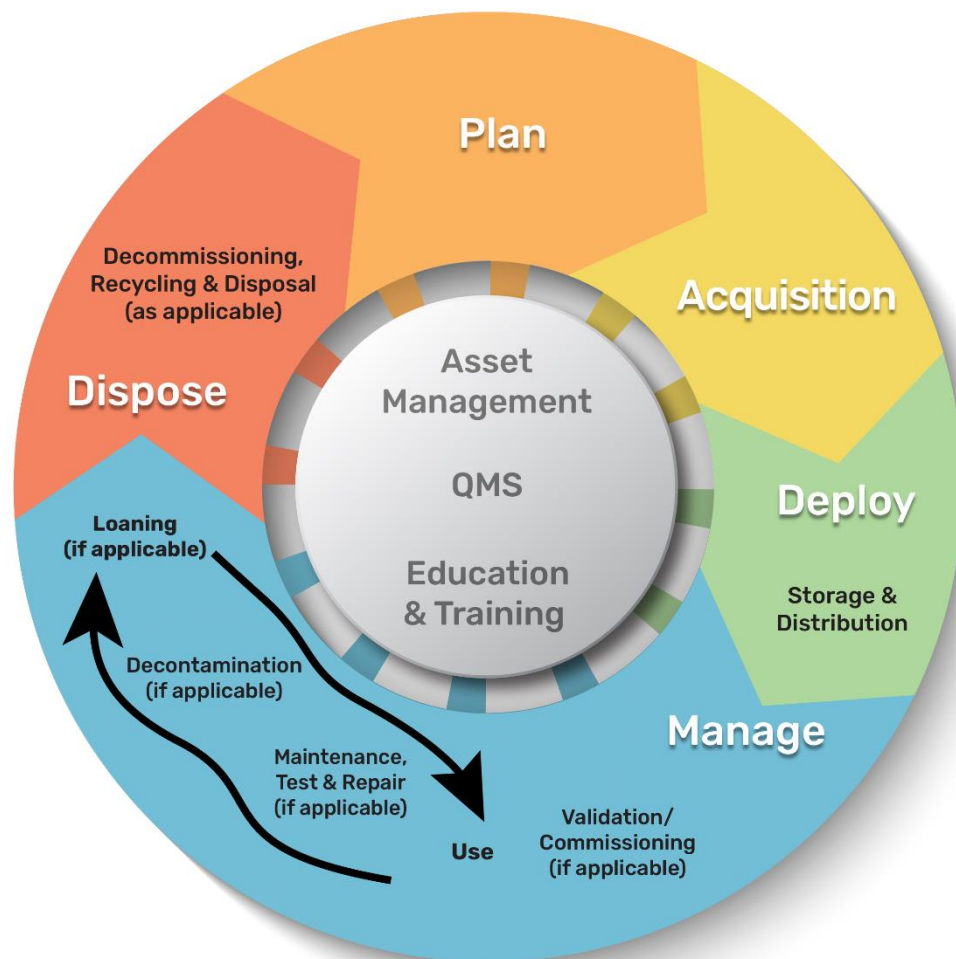 Plan
Acquisition
Deploy
Storage &
Distribution
Manage
Validation/
Commissioning
(if applicable)
Use
Maintenance,
Test & Repair
(if applicable)
Decontamination
(if applicable)
Loaning
(if applicable)
Dispose
Decommissioning,
Recycling & Disposal
(as applicable)
Asset
Management
QMS
Education
& Training